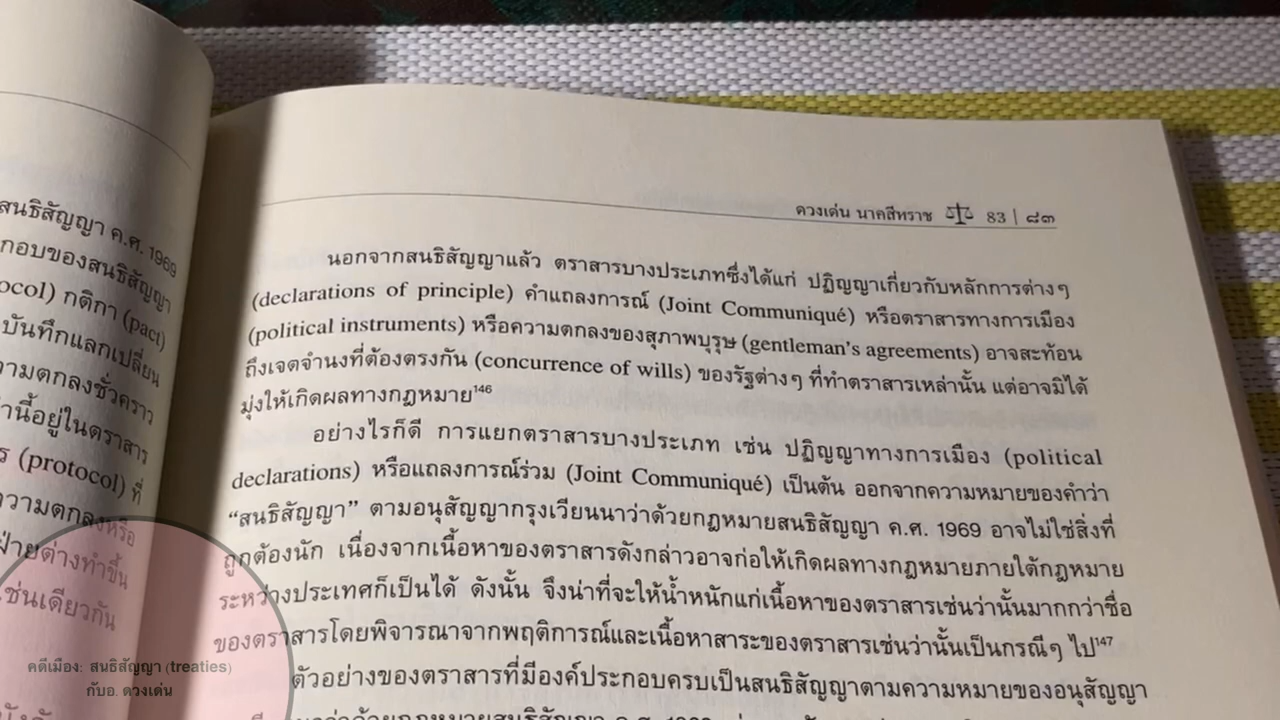 สนธิสัญญา ค.ศ. 1969
กอบของสนธิสัญญา
ocol) กติกา (pact)
บันทึกแลกเปลี่ยน
วามตกลงชั่วคราว
่านี้อยู่ในตราสาร
ร (protocol) ที่
วามตกลงหรือ
ฝ่ายต่างทำขึ้น
ช่นเดียวกัน
ดวงเด่น นาคสีหราช 83 | ๘๓
นอกจากสนธิสัญญาแล้ว ตราสารบางประเภทซึ่งได้แก่ ปฏิญญาเกี่ยวกับหลักการต่างๆ
(declarations of principle) คำแถลงการณ์ (Joint Communiqué) หรือตราสารทางการเมือง
(political instruments) หรือความตกลงของสุภาพบุรุษ (gentleman's agreements) อาจสะท้อน
ถึงเจตจำนงที่ต้องตรงกัน (concurrence of wills) ของรัฐต่างๆ ที่ทำตราสารเหล่านั้น แต่อาจมิได้
มุ่งให้เกิดผลทางกฎหมาย146
อย่างไรก็ดี การแยกตราสารบางประเภท เช่น ปฏิญญาทางการเมือง (political
declarations) หรือแถลงการณ์ร่วม (Joint Communiqué) เป็นต้น ออกจากความหมายของคำว่า
“สนธิสัญญา” ตามอนุสัญญากรุงเวียนนาว่าด้วยกฎหมายสนธิสัญญา ค.ศ. 1969 อาจไม่ใช่สิ่งที่
ถูกต้องนัก เนื่องจากเนื้อหาของตราสารดังกล่าวอาจก่อให้เกิดผลทางกฎหมายภายใต้กฎหมาย
ระหว่างประเทศก็เป็นได้ ดังนั้น จึงน่าที่จะให้น้ำหนักแก่เนื้อหาของตราสารเช่นว่านั้นมากกว่าชื่อ
ของตราสารโดยพิจารณาจากพฤติการณ์และเนื้อหาสาระของตราสารเช่นว่านั้นเป็นกรณีๆ ไป147
ตัวอย่างของตราสารที่มีองค์ประกอบครบเป็นสนธิสัญญาตามความหมายของอนุสัญญา
คดีเมือง: สนธิสัญญา (treaties)
กับอ. ดวงเด่น